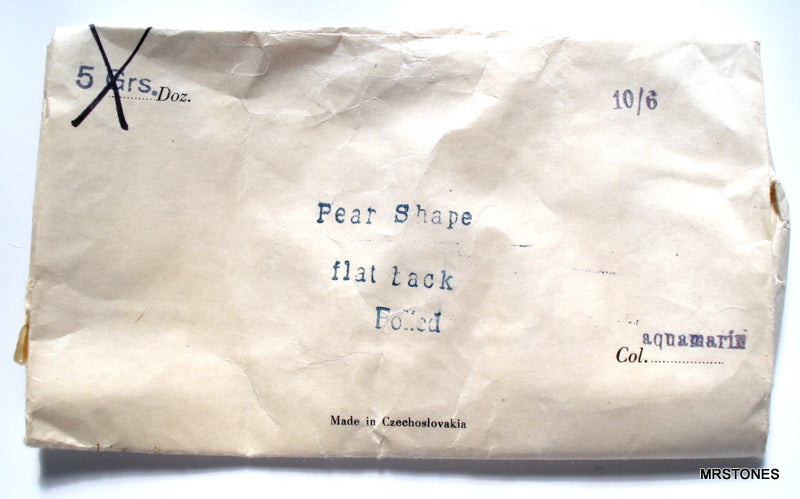 5 Grs. Doz.
10/6
Pear Shape
flat back
Foiled
aquamarin
Col.
Made in Czechoslovakia
MRSTONES